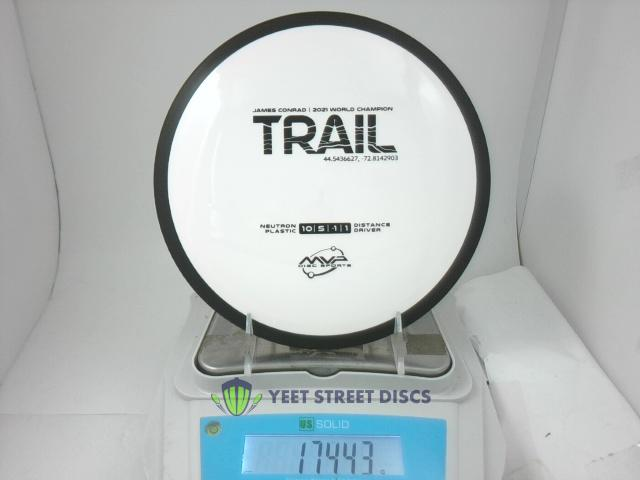 JAMES CONRAD | 2021 WORLD CHAMPION
TRAIL
44.5436627, -72.8142903
NEUTRON PLASTIC 10 | 5 | -1 | 1 DISTANCE DRIVER
MVP
DISC SPORTS
YEET STREET DISCS
US SOLID
174.43 g